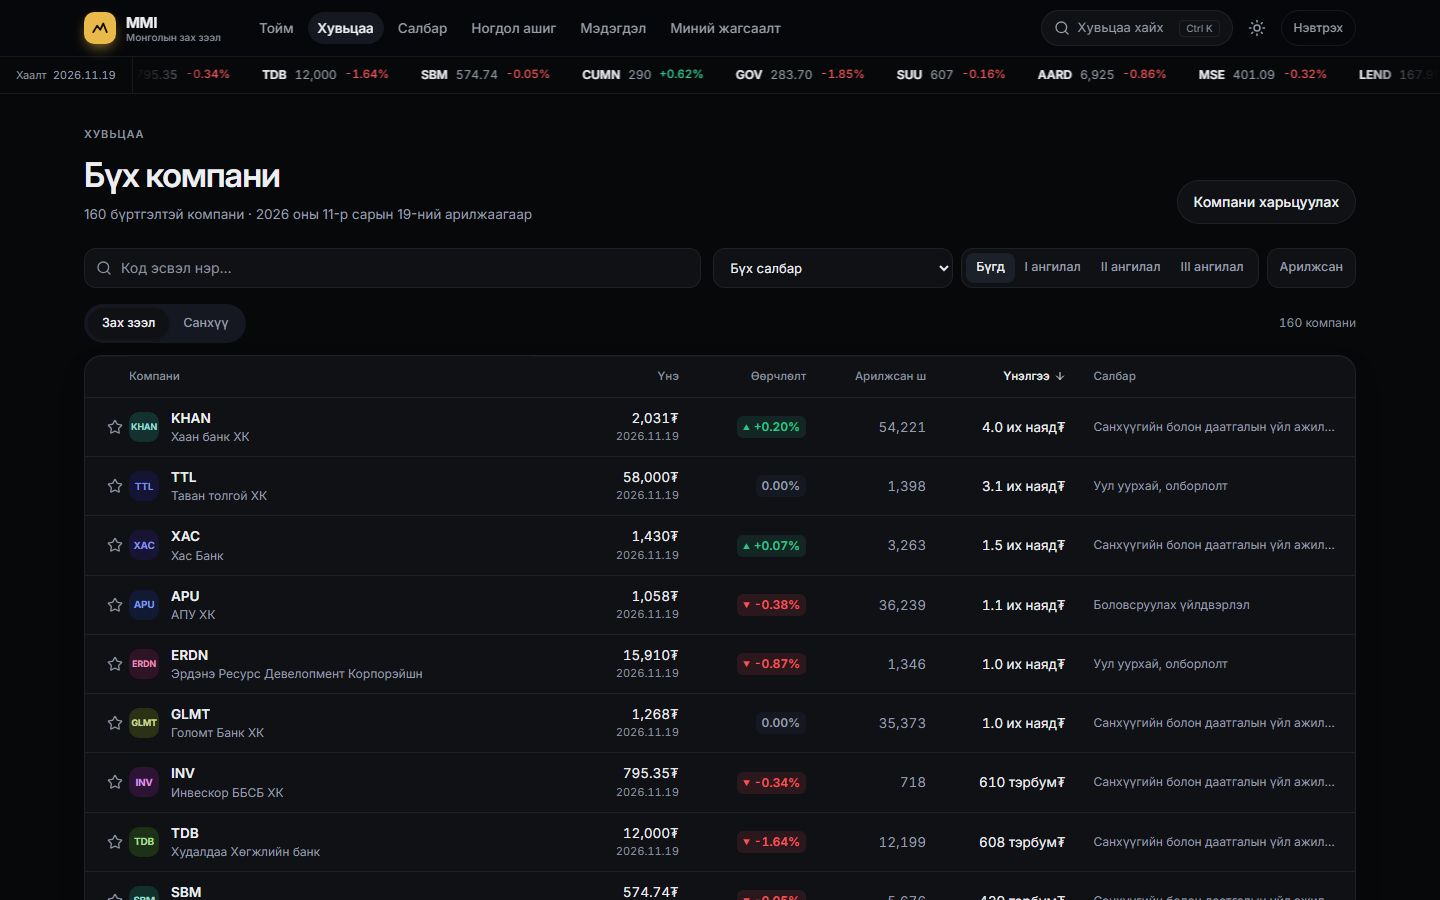 MMI
Монголын зах зээл
Тойм Хувьцаа Салбар Ногдол ашиг Мэдэгдэл Миний жагсаалт
Хувьцаа хайх Ctrl K
Нэвтрэх
Хаалт 2026.11.19
795.35 -0.34% TDB 12,000 -1.64% SBM 574.74 -0.05% CUMN 290 +0.62% GOV 283.70 -1.85% SUU 607 -0.16% AARD 6,925 -0.86% MSE 401.09 -0.32% LEND
ХУВЬЦАА
Бүх компани
160 бүртгэлтэй компани · 2026 оны 11-р сарын 19-ний арилжаагаар
Компани харьцуулах
Код эсвэл нэр...
Бүх салбар
Бүгд I ангилал II ангилал III ангилал
Арилжсан
Зах зээл Санхүү
160 компани
Компани Үнэ Өөрчлөлт Арилжсан ш Үнэлгээ ↓ Салбар
KHAN KHAN 2,031₮ ▲ +0.20% 54,221 4.0 их наяд₮ Санхүүгийн болон даатгалын үйл ажил...
Хаан банк ХК 2026.11.19
TTL TTL 58,000₮ 0.00% 1,398 3.1 их наяд₮ Уул уурхай, олборлолт
Таван толгой ХК 2026.11.19
XAC XAC 1,430₮ ▲ +0.07% 3,263 1.5 их наяд₮ Санхүүгийн болон даатгалын үйл ажил...
Хас Банк 2026.11.19
APU APU 1,058₮ ▼ -0.38% 36,239 1.1 их наяд₮ Боловсруулах үйлдвэрлэл
АПУ ХК 2026.11.19
ERDN ERDN 15,910₮ ▼ -0.87% 1,346 1.0 их наяд₮ Уул уурхай, олборлолт
Эрдэнэ Ресурс Девелопмент Корпорэйшн 2026.11.19
GLMT GLMT 1,268₮ 0.00% 35,373 1.0 их наяд₮ Санхүүгийн болон даатгалын үйл ажил...
Голомт Банк ХК 2026.11.19
INV INV 795.35₮ ▼ -0.34% 718 610 тэрбум₮ Санхүүгийн болон даатгалын үйл ажил...
Инвескор ББСБ ХК 2026.11.19
TDB TDB 12,000₮ ▼ -1.64% 12,199 608 тэрбум₮ Санхүүгийн болон даатгалын үйл ажил...
Худалдаа Хөгжлийн банк 2026.11.19
SBM 574.74₮